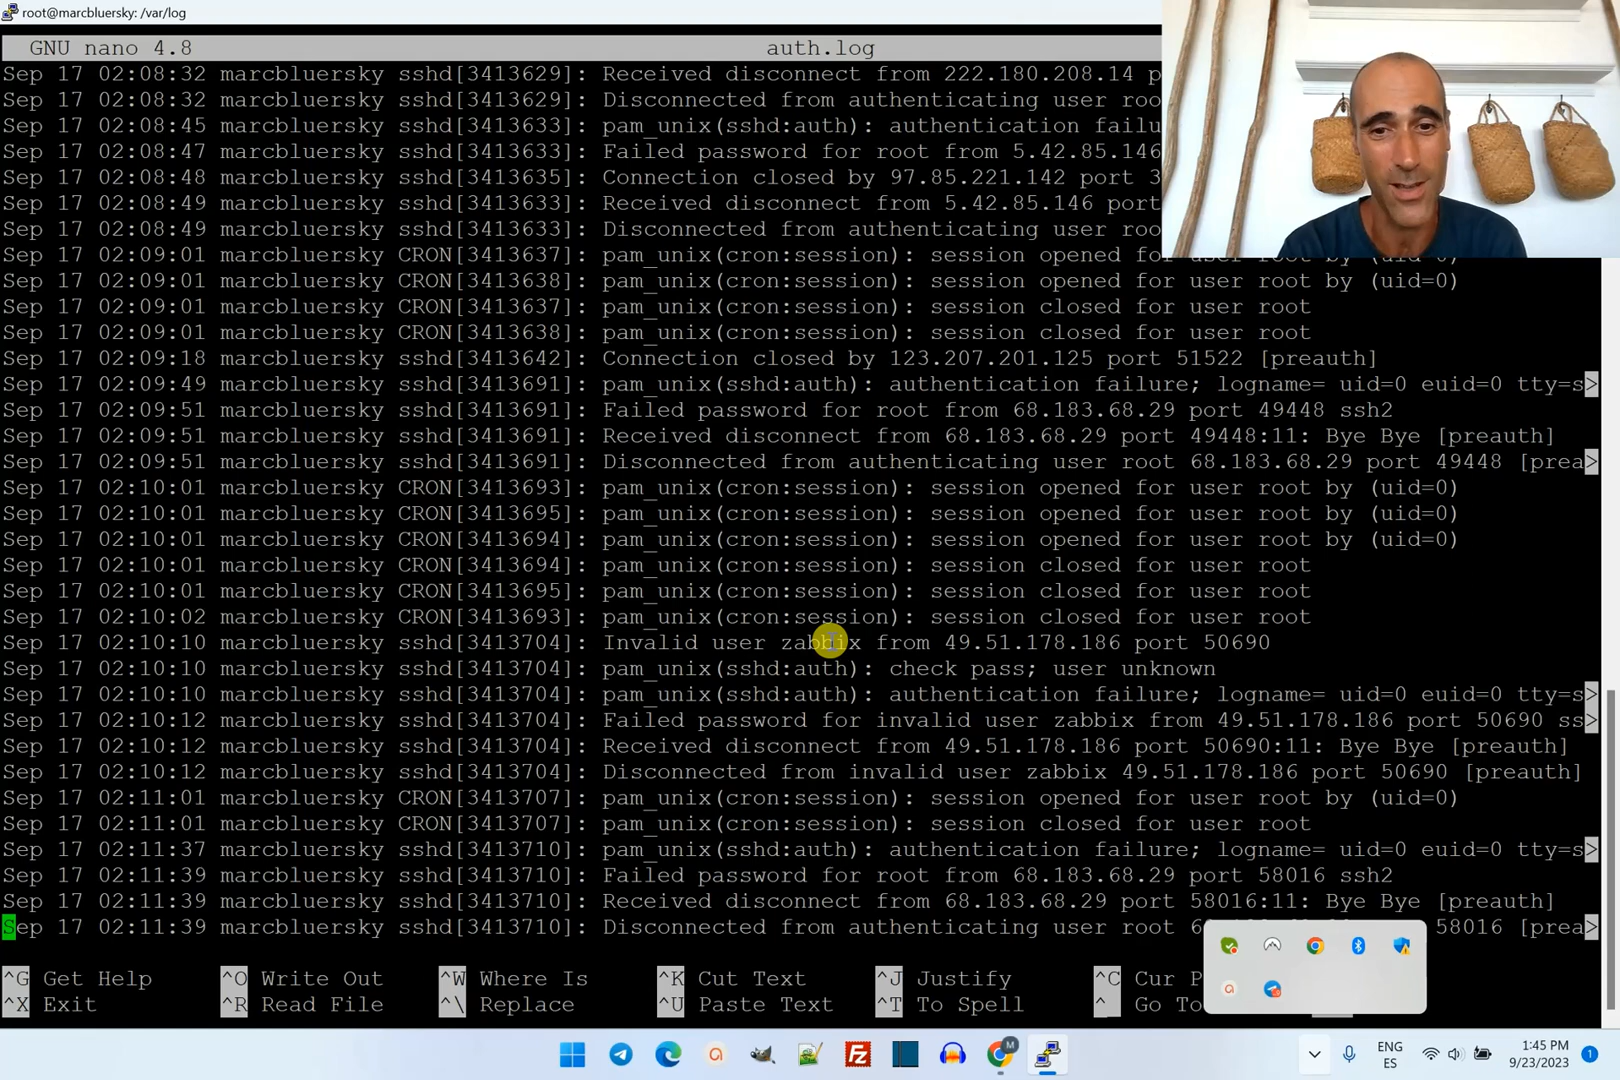 root@marcbluersky: /var/log
GNU nano 4.8 auth.log
Sep 17 02:08:32 marcbluersky sshd[3413629]: Received disconnect from 222.180.208.14 p
Sep 17 02:08:32 marcbluersky sshd[3413629]: Disconnected from authenticating user roo
Sep 17 02:08:45 marcbluersky sshd[3413633]: pam_unix(sshd:auth): authentication failu
Sep 17 02:08:47 marcbluersky sshd[3413633]: Failed password for root from 5.42.85.146
Sep 17 02:08:48 marcbluersky sshd[3413635]: Connection closed by 97.85.221.142 port 3
Sep 17 02:08:49 marcbluersky sshd[3413633]: Received disconnect from 5.42.85.146 port
Sep 17 02:08:49 marcbluersky sshd[3413633]: Disconnected from authenticating user roo
Sep 17 02:09:01 marcbluersky CRON[3413637]: pam_unix(cron:session): session opened for user root by (uid=0)
Sep 17 02:09:01 marcbluersky CRON[3413638]: pam_unix(cron:session): session opened for user root by (uid=0)
Sep 17 02:09:01 marcbluersky CRON[3413637]: pam_unix(cron:session): session closed for user root
Sep 17 02:09:01 marcbluersky CRON[3413638]: pam_unix(cron:session): session closed for user root
Sep 17 02:09:18 marcbluersky sshd[3413642]: Connection closed by 123.207.201.125 port 51522 [preauth]
Sep 17 02:09:49 marcbluersky sshd[3413691]: pam_unix(sshd:auth): authentication failure; logname= uid=0 euid=0 tty=s>
Sep 17 02:09:51 marcbluersky sshd[3413691]: Failed password for root from 68.183.68.29 port 49448 ssh2
Sep 17 02:09:51 marcbluersky sshd[3413691]: Received disconnect from 68.183.68.29 port 49448:11: Bye Bye [preauth]
Sep 17 02:09:51 marcbluersky sshd[3413691]: Disconnected from authenticating user root 68.183.68.29 port 49448 [prea>
Sep 17 02:10:01 marcbluersky CRON[3413693]: pam_unix(cron:session): session opened for user root by (uid=0)
Sep 17 02:10:01 marcbluersky CRON[3413695]: pam_unix(cron:session): session opened for user root by (uid=0)
Sep 17 02:10:01 marcbluersky CRON[3413694]: pam_unix(cron:session): session opened for user root by (uid=0)
Sep 17 02:10:01 marcbluersky CRON[3413694]: pam_unix(cron:session): session closed for user root
Sep 17 02:10:01 marcbluersky CRON[3413695]: pam_unix(cron:session): session closed for user root
Sep 17 02:10:02 marcbluersky CRON[3413693]: pam_unix(cron:session): session closed for user root
Sep 17 02:10:10 marcbluersky sshd[3413704]: Invalid user zabbix from 49.51.178.186 port 50690
Sep 17 02:10:10 marcbluersky sshd[3413704]: pam_unix(sshd:auth): check pass; user unknown
Sep 17 02:10:10 marcbluersky sshd[3413704]: pam_unix(sshd:auth): authentication failure; logname= uid=0 euid=0 tty=s>
Sep 17 02:10:12 marcbluersky sshd[3413704]: Failed password for invalid user zabbix from 49.51.178.186 port 50690 ss>
Sep 17 02:10:12 marcbluersky sshd[3413704]: Received disconnect from 49.51.178.186 port 50690:11: Bye Bye [preauth]
Sep 17 02:10:12 marcbluersky sshd[3413704]: Disconnected from invalid user zabbix 49.51.178.186 port 50690 [preauth]
Sep 17 02:11:01 marcbluersky CRON[3413707]: pam_unix(cron:session): session opened for user root by (uid=0)
Sep 17 02:11:01 marcbluersky CRON[3413707]: pam_unix(cron:session): session closed for user root
Sep 17 02:11:37 marcbluersky sshd[3413710]: pam_unix(sshd:auth): authentication failure; logname= uid=0 euid=0 tty=s>
Sep 17 02:11:39 marcbluersky sshd[3413710]: Failed password for root from 68.183.68.29 port 58016 ssh2
Sep 17 02:11:39 marcbluersky sshd[3413710]: Received disconnect from 68.183.68.29 port 58016:11: Bye Bye [preauth]
Sep 17 02:11:39 marcbluersky sshd[3413710]: Disconnected from authenticating user root 6 58016 [prea>
^G Get Help ^O Write Out ^W Where Is ^K Cut Text ^J Justify ^C Cur P
^X Exit ^R Read File ^\ Replace ^U Paste Text ^T To Spell ^_ Go To
ENG 1:45 PM
ES 9/23/2023 1